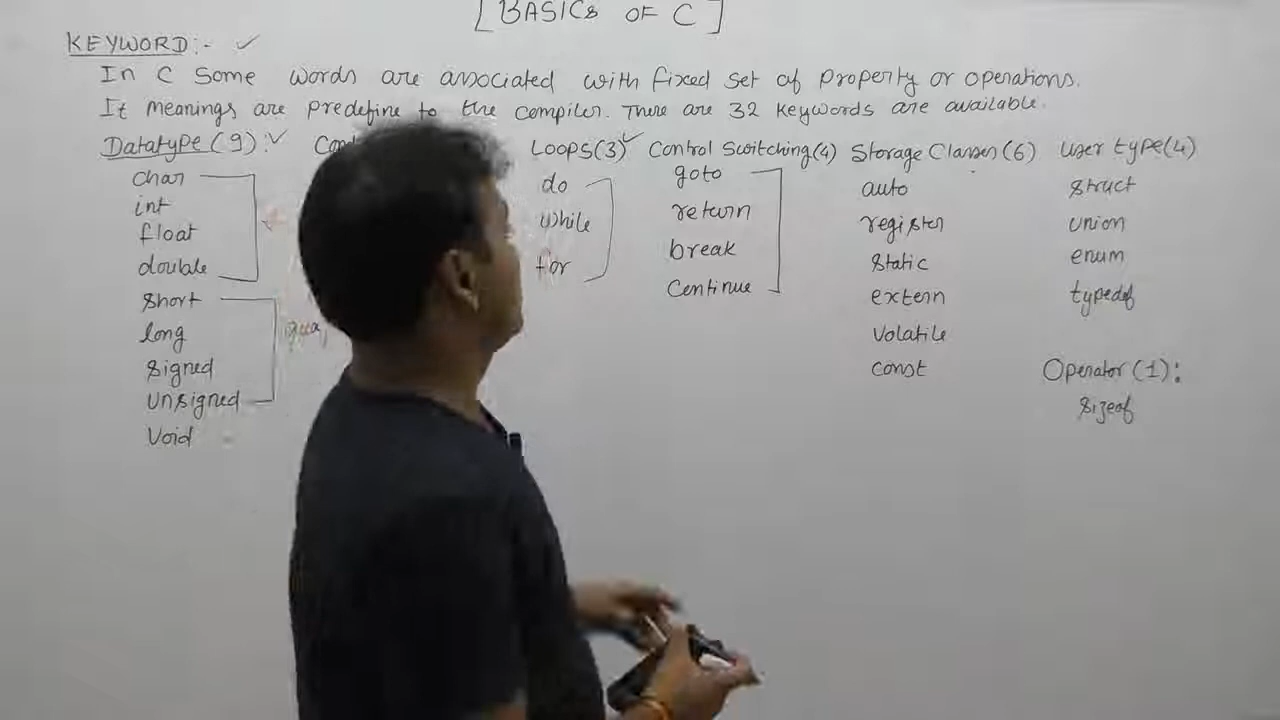 [BASICS OF C]
KEYWORD:- ✓
In C Some words are associated with fixed set of property or operations.
It meanings are predefine to the compiler. There are 32 keywords are available.
Datatype(9): ✓
char
int
float
double
short
long
signed
unsigned
void
Loops(3) ✓
do
while
for
Control Switching(4)
goto
return
break
Continue
Storage Classes(6)
auto
register
static
extern
volatile
const
user type(4)
struct
union
enum
typedef
Operator(1):
sizeof